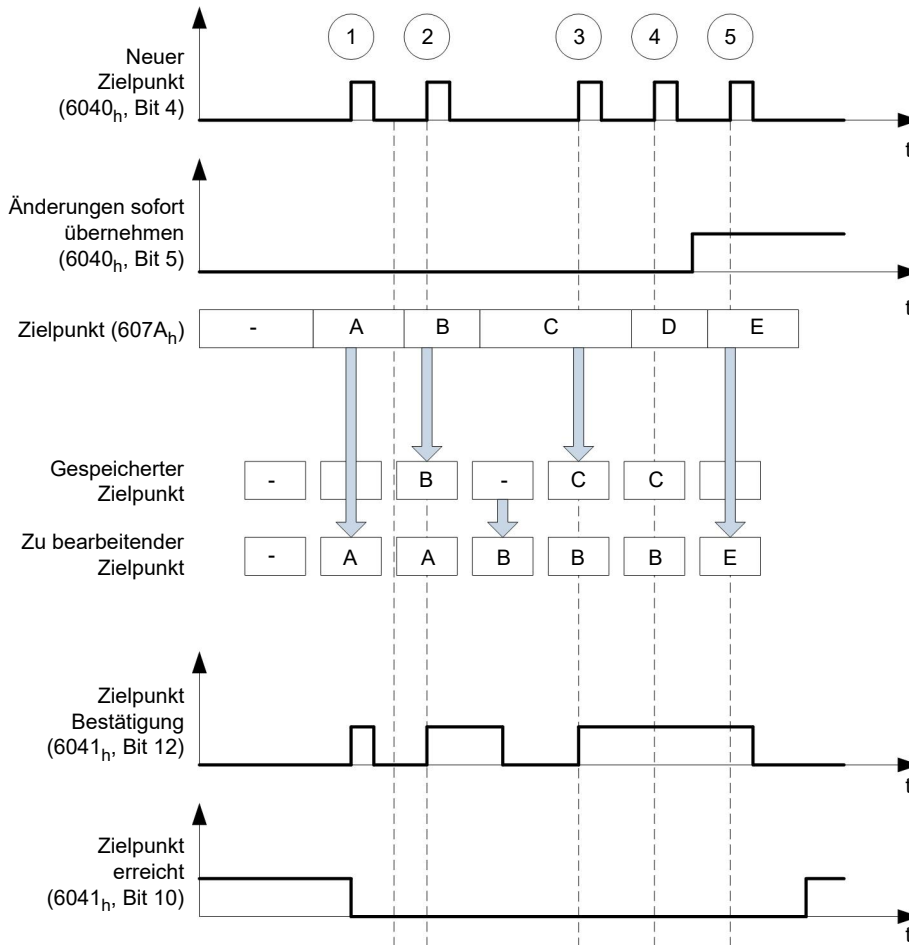 1 2 3 4 5
Neuer
Zielpunkt
(6040h, Bit 4)
t
Änderungen sofort
übernehmen
(6040h, Bit 5)
t
Zielpunkt (607Ah)
- A B C D E
Gespeicherter
Zielpunkt
- B - C C
Zu bearbeitender
Zielpunkt
- A A B B B E
Zielpunkt
Bestätigung
(6041h, Bit 12)
t
Zielpunkt
erreicht
(6041h, Bit 10)
t